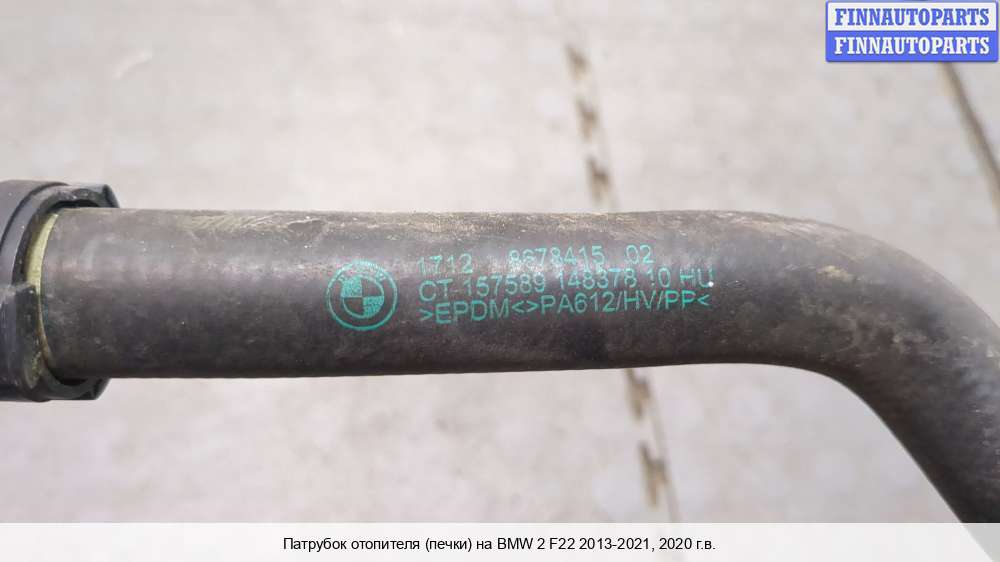 FINNAUTOPARTS
FINNAUTOPARTS
1712 8678415 02
CT 157589 148378 10 HU
>EPDM<>PA612/HV/PP<
Патрубок отопителя (печки) на BMW 2 F22 2013-2021, 2020 г.в.